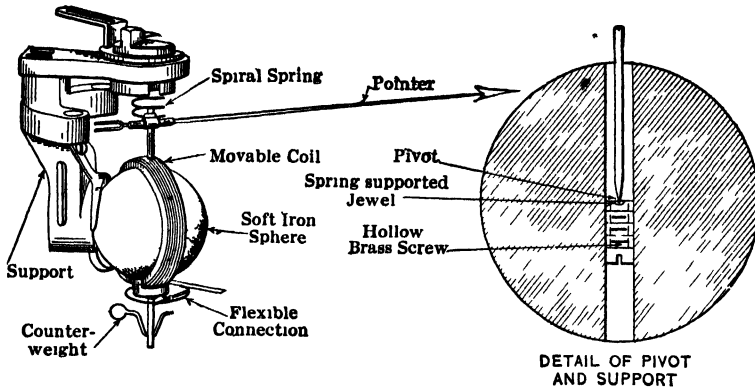 Spiral Spring
Pointer
Movable Coil
Pivot
Spring supported
Jewel
Soft Iron
Sphere
Hollow
Brass Screw
Support
Flexible
Connection
Counter-
weight
DETAIL OF PIVOT
AND SUPPORT